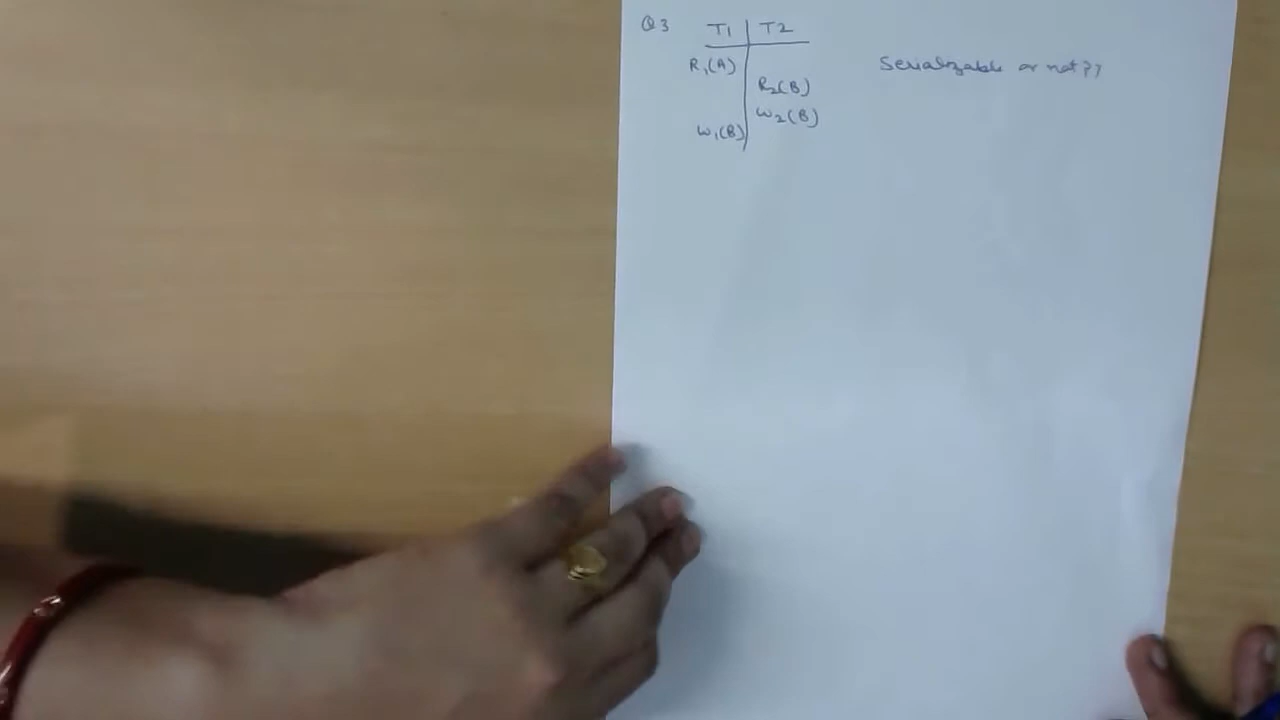 Q3 T1 T2
R1(A) Serializable or not??
R2(B)
W2(B)
W1(B)